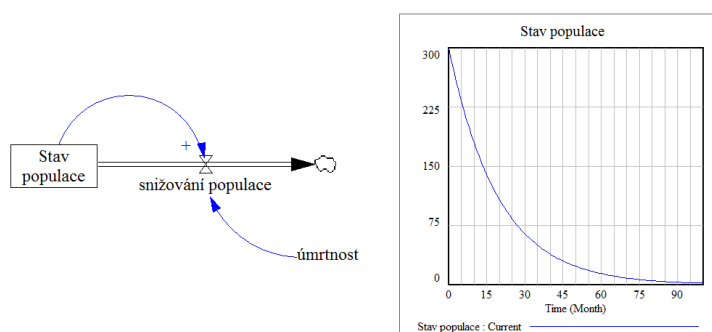 Stav
populace
+
snižování populace
úmrtnost
Stav populace
300
225
150
75
0
0 15 30 45 60 75 90
Time (Month)
Stav populace : Current